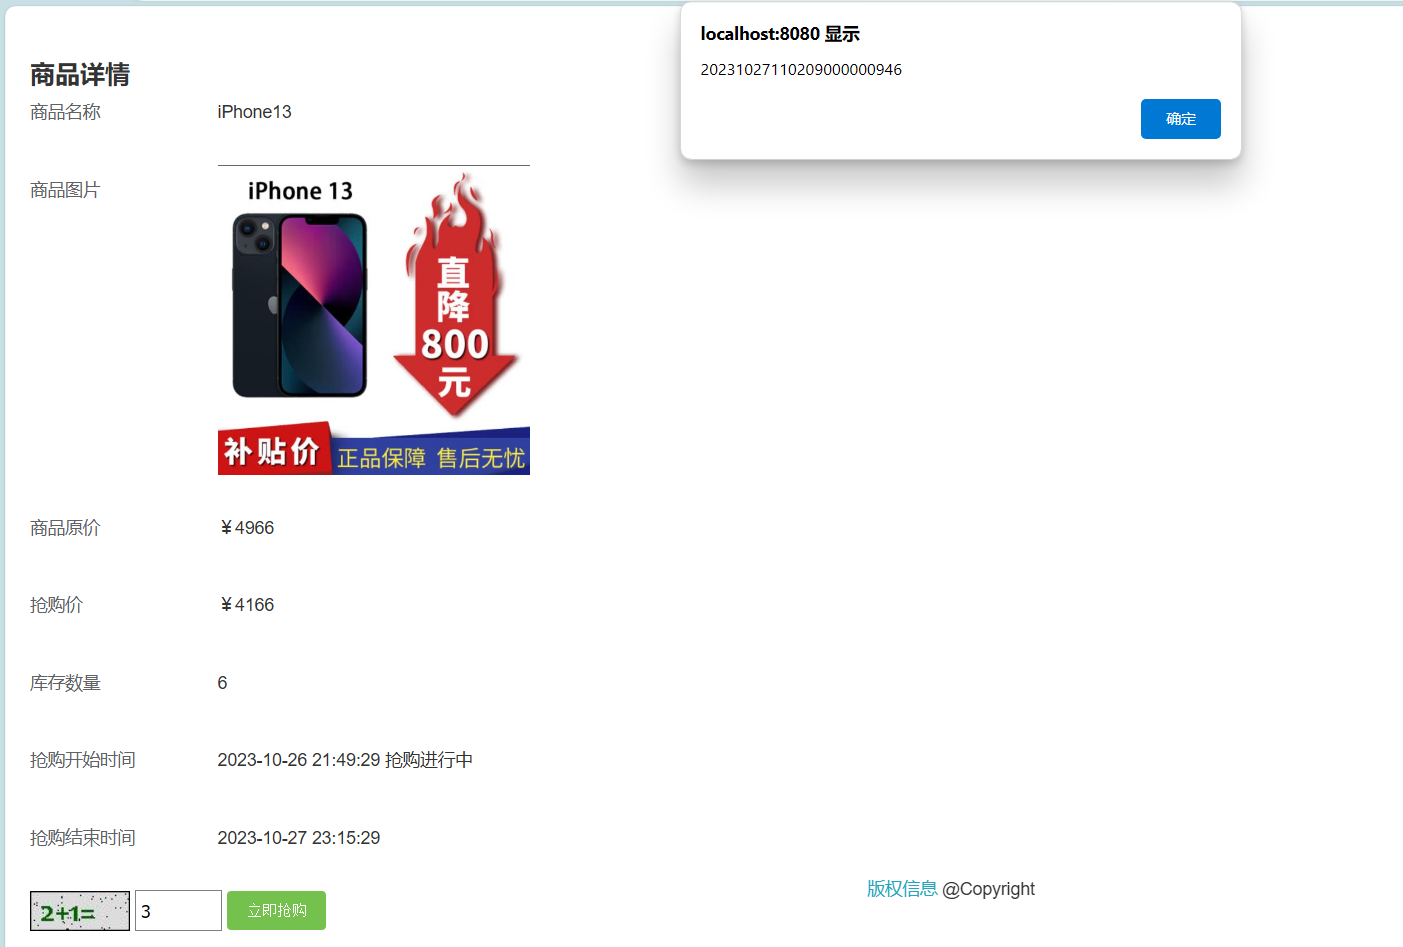 localhost:8080 显示
20231027110209000000946
确定
商品详情
商品名称 iPhone13
商品图片
iPhone 13
直降800元
补贴价 正品保障 售后无忧
商品原价 ￥4966
抢购价 ￥4166
库存数量 6
抢购开始时间 2023-10-26 21:49:29 抢购进行中
抢购结束时间 2023-10-27 23:15:29
2+1= 3 立即抢购
版权信息 @Copyright